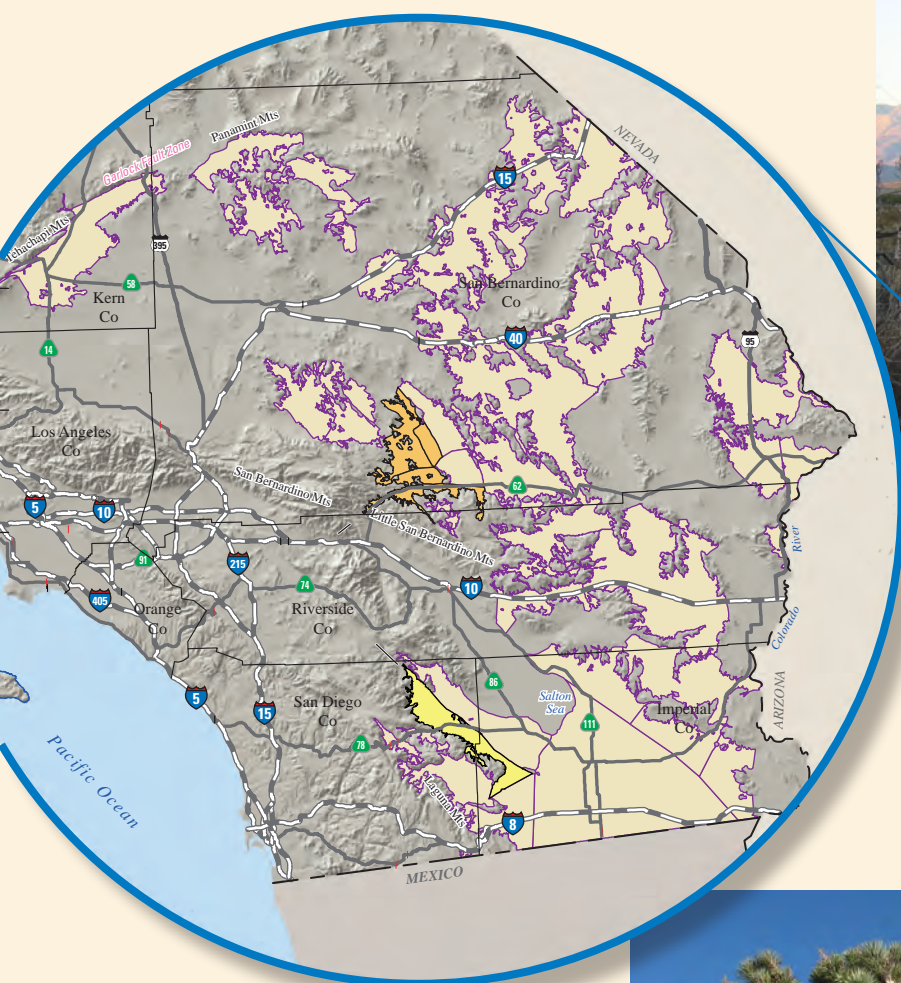 NEVADA
Panamint Mts
Garlock Fault Zone
15
Tehachapi Mts
395
58
Kern
Co
San Bernardino
Co
40
95
14
Los Angeles
Co
San Bernardino Mts
62
5
10
Little San Bernardino Mts
River
91
215
10
74
405
Orange
Co
Riverside
Co
Colorado
86
Salton
Sea
ARIZONA
5
15
San Diego
Co
111
Imperial
Co
78
Pacific Ocean
Laguna Mts
8
MEXICO